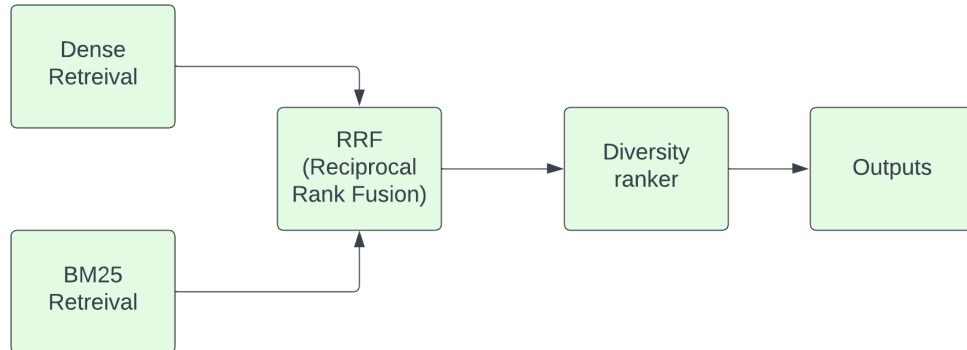 Dense
Retreival
RRF
(Reciprocal
Rank Fusion)
Diversity
ranker
Outputs
BM25
Retreival